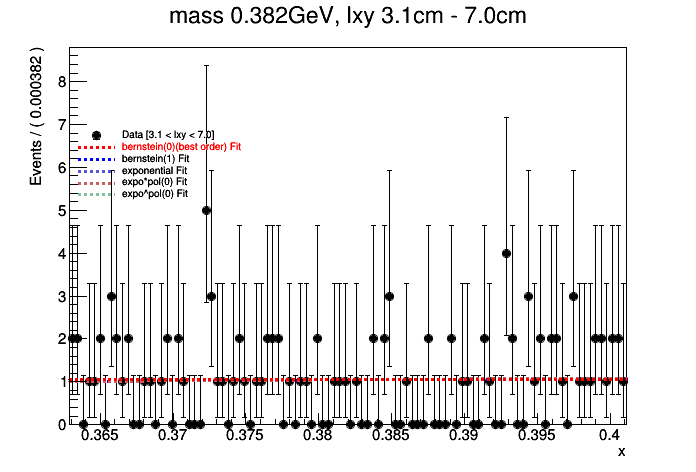 mass 0.382GeV, lxy 3.1cm - 7.0cm
Events / ( 0.000382 )
8
7
6
5
4
3
2
1
0
Data [3.1 < lxy < 7.0]
bernstein(0)(best order) Fit
bernstein(1) Fit
exponential Fit
expo*pol(0) Fit
expo^pol(0) Fit
0.365 0.37 0.375 0.38 0.385 0.39 0.395 0.4
x